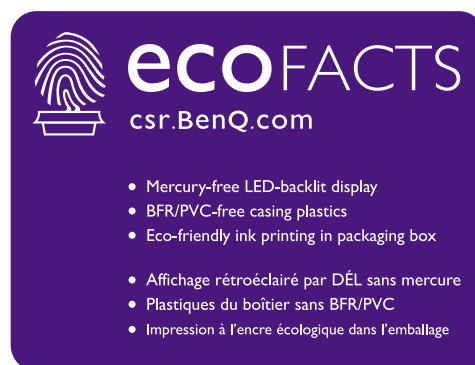 ecoFACTS
csr.BenQ.com
• Mercury-free LED-backlit display
• BFR/PVC-free casing plastics
• Eco-friendly ink printing in packaging box
• Affichage rétroéclairé par DÉL sans mercure
• Plastiques du boîtier sans BFR/PVC
• Impression à l'encre écologique dans l'emballage